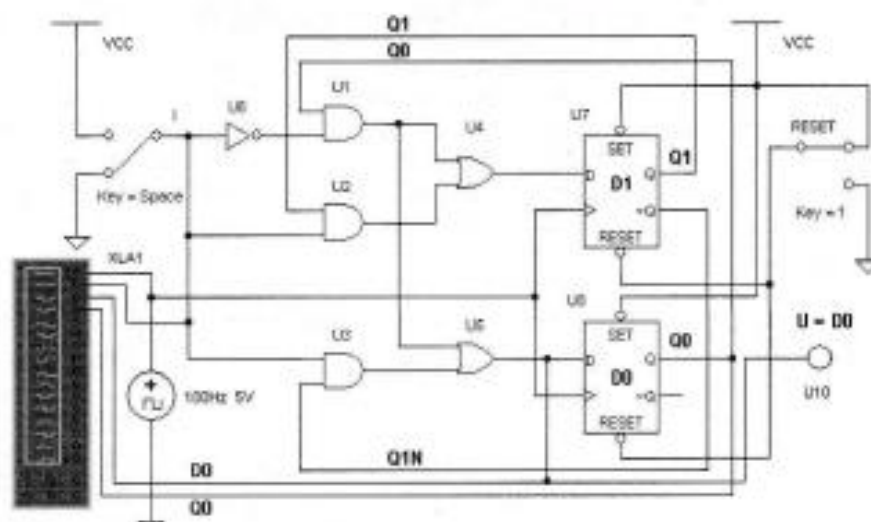 Q1
Q0
VCC
VCC
I
U6
U1
U4
U7
RESET
SET
D
D1
Q
Q1
Key = Space
U2
~Q
RESET
Key = 1
XLA1
U3
U5
U8
SET
D
D0
Q
Q0
U = D0
U10
100Hz 5V
~Q
RESET
D0
Q1N
Q0